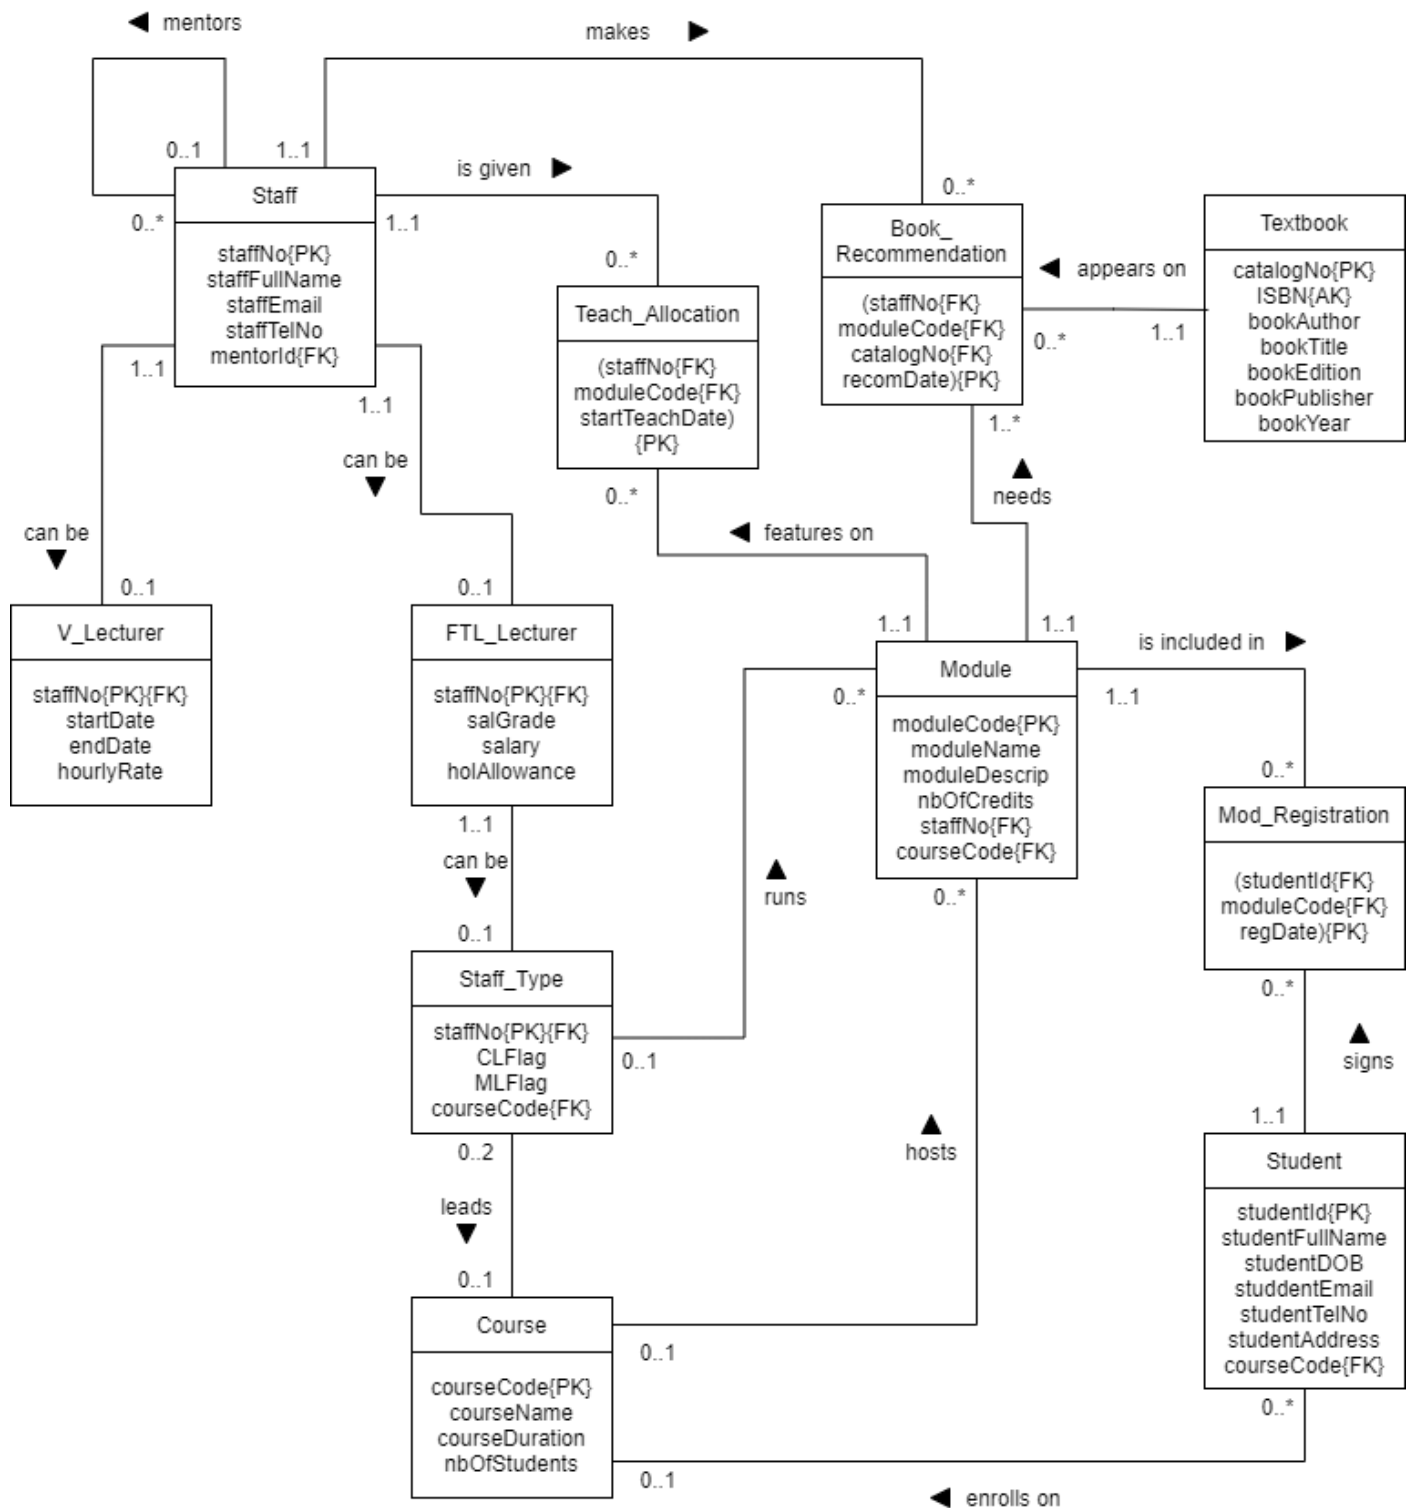 mentors
makes
0..1
1..1
is given
0..*
Staff
0..*
1..1
staffNo{PK}
staffFullName
staffEmail
staffTelNo
mentorId{FK}
1..1
1..1
0..*
Teach_Allocation
(staffNo{FK}
moduleCode{FK}
startTeachDate)
{PK}
0..*
Book_
Recommendation
(staffNo{FK}
moduleCode{FK}
catalogNo{FK}
recomDate){PK}
1..*
appears on
0..*
1..1
Textbook
catalogNo{PK}
ISBN{AK}
bookAuthor
bookTitle
bookEdition
bookPublisher
bookYear
can be
can be
features on
needs
0..1
0..1
1..1
1..1
is included in
V_Lecturer
staffNo{PK}{FK}
startDate
endDate
hourlyRate
FTL_Lecturer
staffNo{PK}{FK}
salGrade
salary
holAllowance
1..1
can be
0..1
0..*
Module
1..1
moduleCode{PK}
moduleName
moduleDescrip
nbOfCredits
staffNo{FK}
courseCode{FK}
0..*
runs
0..*
Mod_Registration
(studentId{FK}
moduleCode{FK}
regDate){PK}
0..*
signs
1..1
Staff_Type
staffNo{PK}{FK}
CLFlag
MLFlag
courseCode{FK}
0..1
0..2
leads
0..1
hosts
Student
studentId{PK}
studentFullName
studentDOB
studdentEmail
studentTelNo
studentAddress
courseCode{FK}
0..*
Course
0..1
courseCode{PK}
courseName
courseDuration
nbOfStudents
0..1
enrolls on